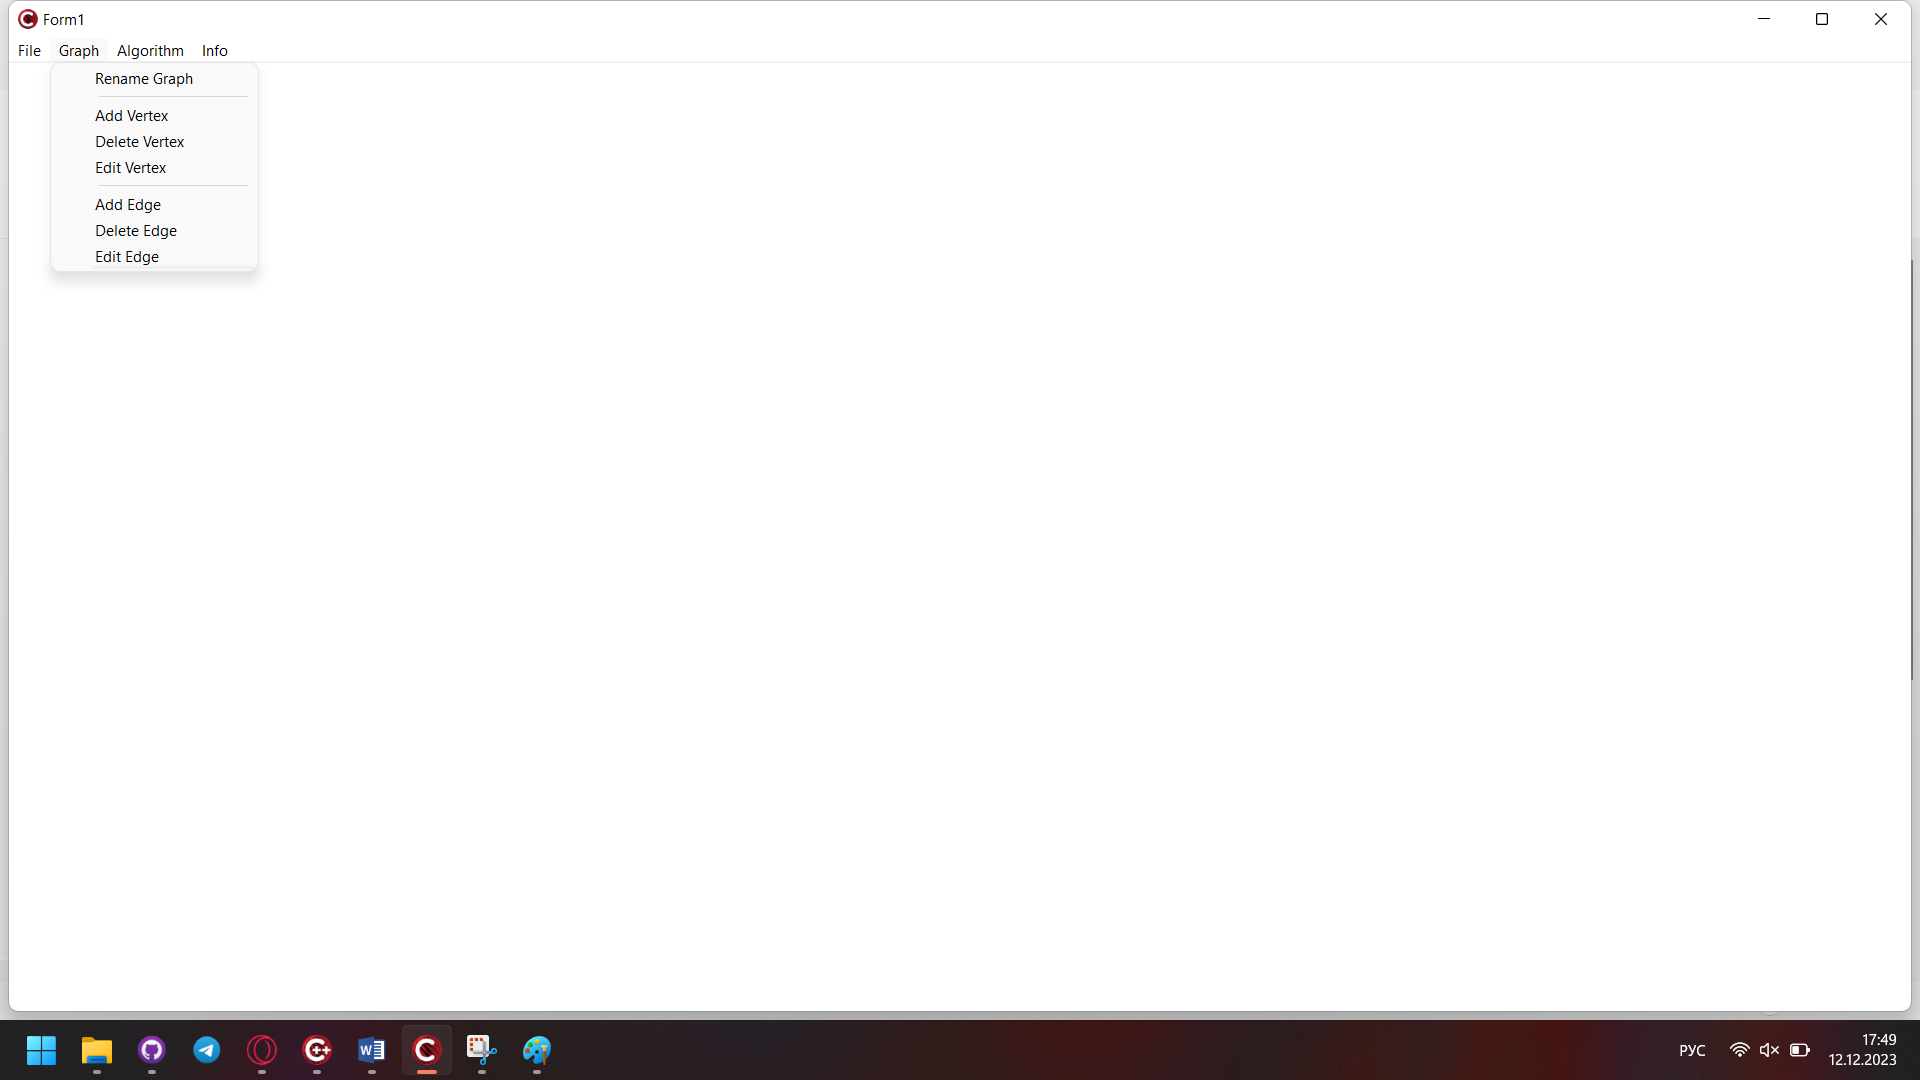 Form1
File Graph Algorithm Info
Rename Graph
Add Vertex
Delete Vertex
Edit Vertex
Add Edge
Delete Edge
Edit Edge
РУС
17:49
12.12.2023